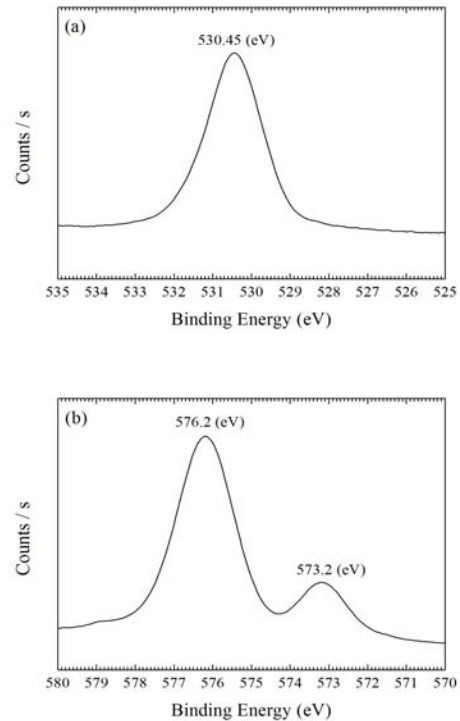 (a)
530.45 (eV)
Counts / s
535 534 533 532 531 530 529 528 527 526 525
Binding Energy (eV)
(b)
576.2 (eV)
573.2 (eV)
Counts / s
580 579 578 577 576 575 574 573 572 571 570
Binding Energy (eV)